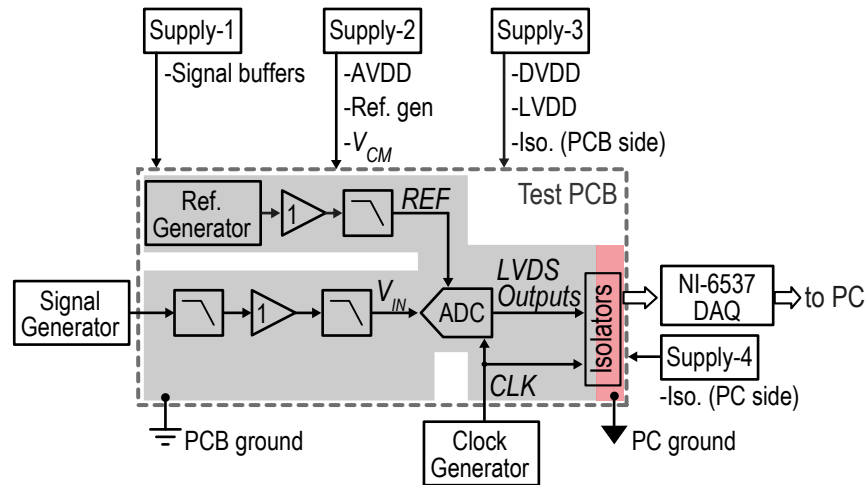 Supply-1
Supply-2
Supply-3
-Signal buffers
-AVDD
-Ref. gen
-VCM
-DVDD
-LVDD
-Iso. (PCB side)
Test PCB
Ref.
Generator
1
REF
Signal
Generator
1
VIN
ADC
LVDS
Outputs
Isolators
NI-6537
DAQ
to PC
Supply-4
-Iso. (PC side)
CLK
PCB ground
Clock
Generator
PC ground